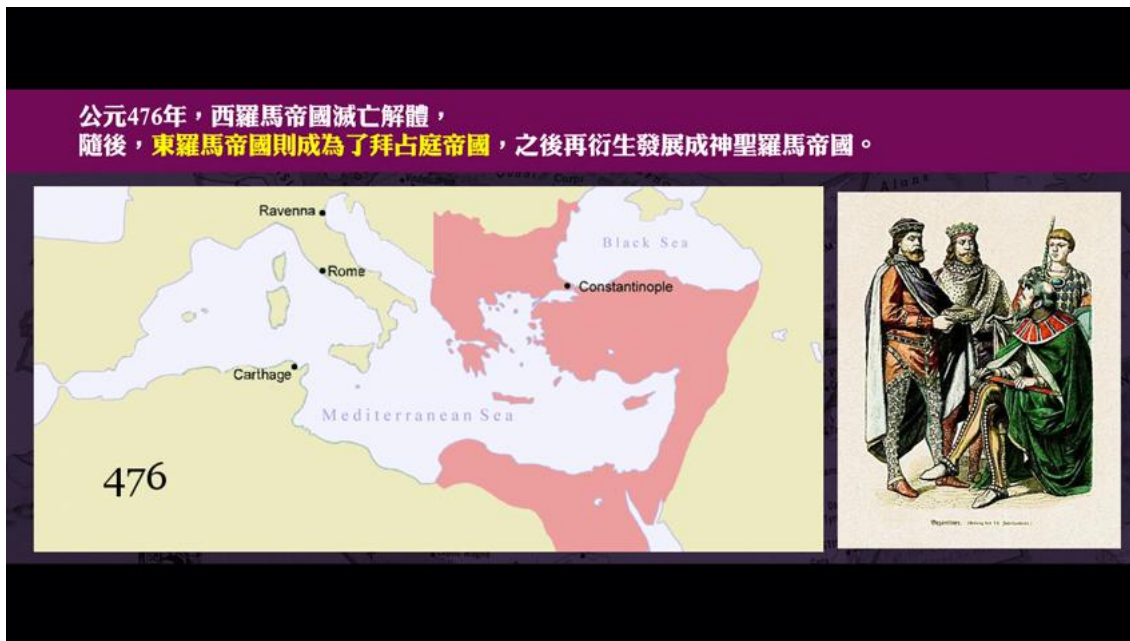 公元476年,西羅馬帝國滅亡解體,
隨後,東羅馬帝國則成為了拜占庭帝國,之後再衍生發展成神聖羅馬帝國。
Ravenna
Black Sea
Rome
Constantinople
Carthage
Mediterranean Sea
476